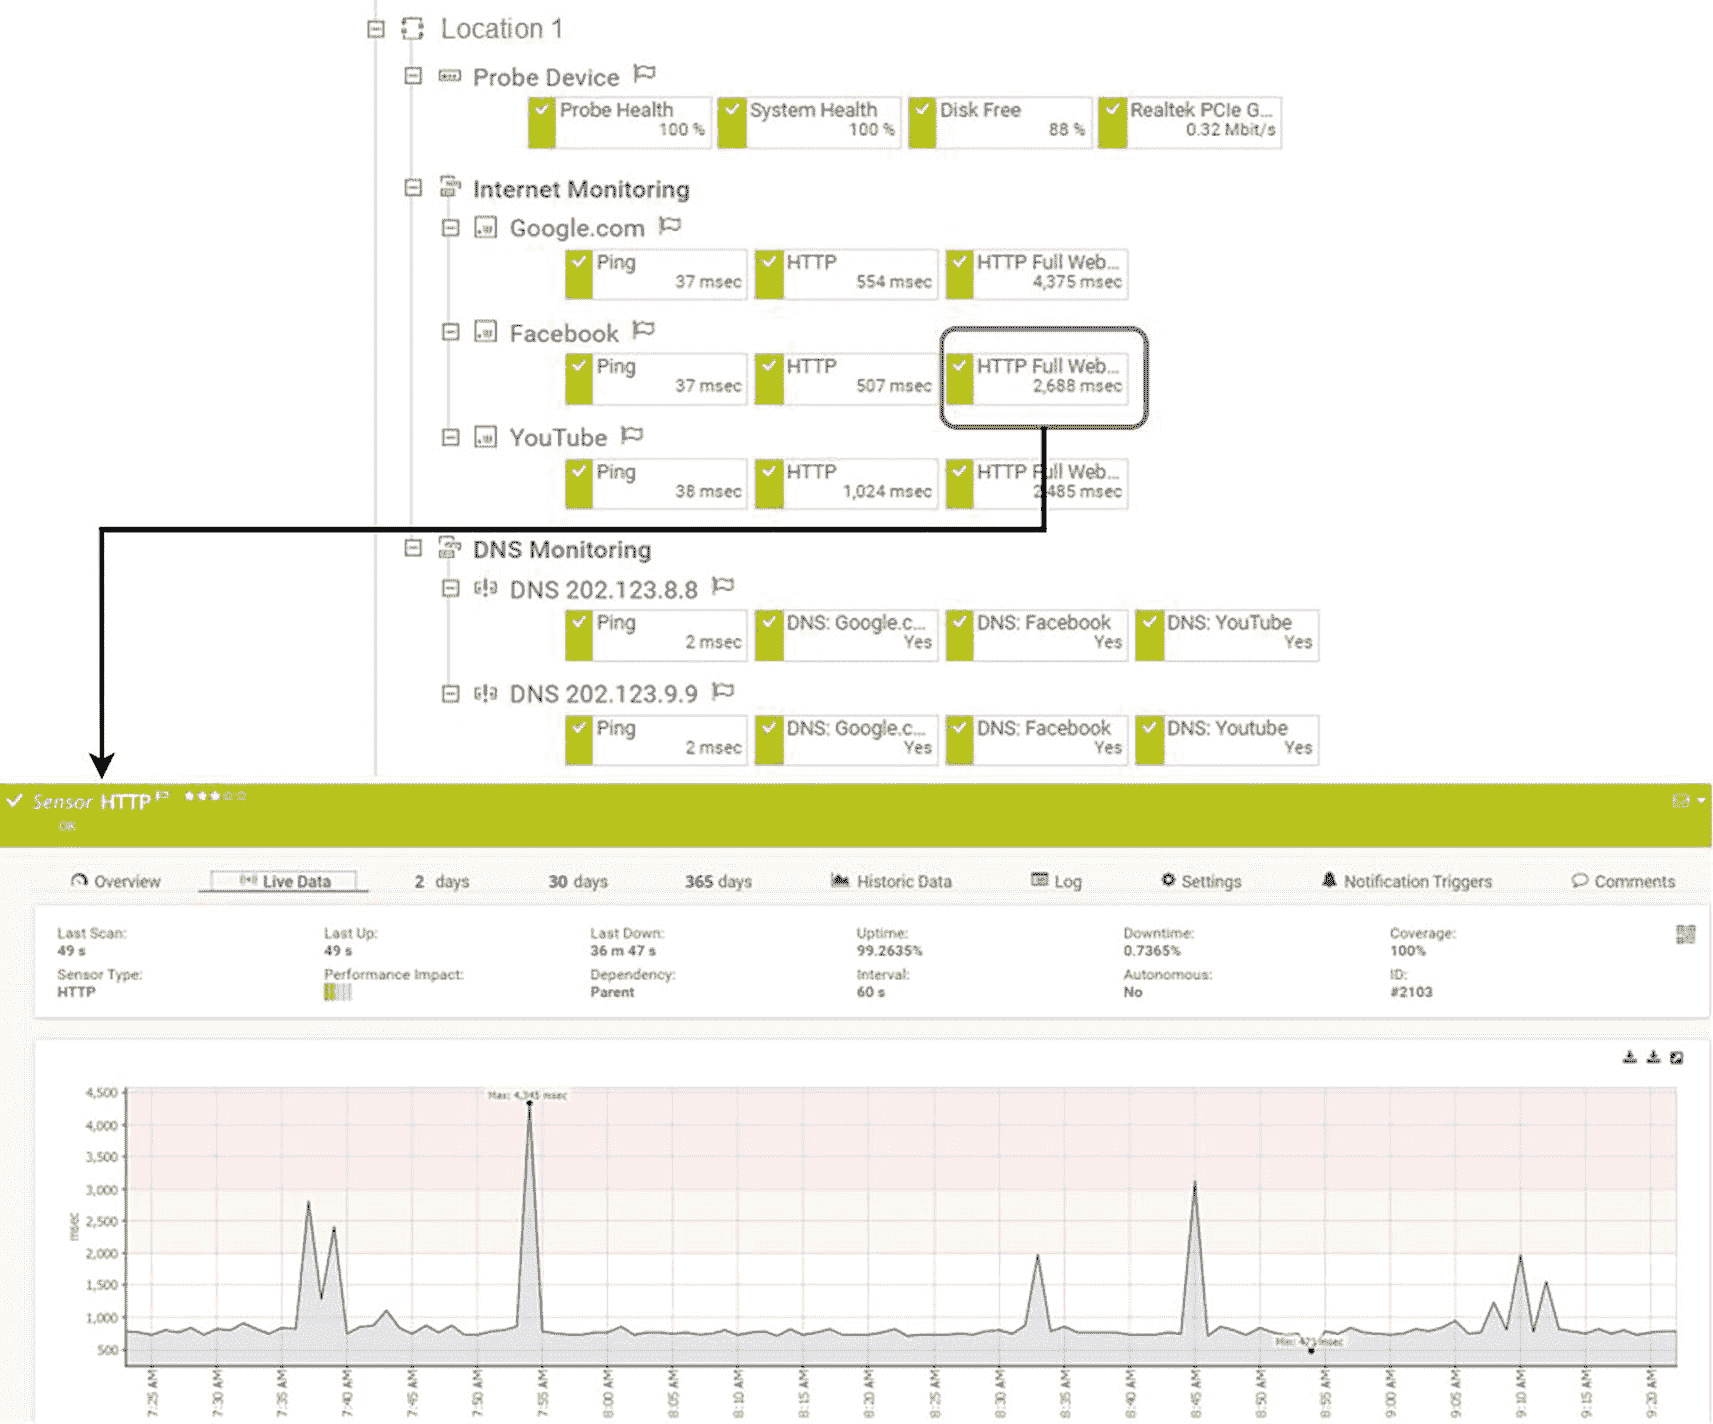 Location 1
Probe Device
Probe Health
100 %
System Health
100 %
Disk Free
88 %
Realtek PCIe G...
0.32 Mbit/s
Internet Monitoring
Google.com
Ping
37 msec
HTTP
554 msec
HTTP Full Web...
4,375 msec
Facebook
Ping
37 msec
HTTP
507 msec
HTTP Full Web...
2,688 msec
YouTube
Ping
38 msec
HTTP
1,024 msec
HTTP Full Web...
2,485 msec
DNS Monitoring
DNS 202.123.8.8
Ping
2 msec
DNS: Google.c...
Yes
DNS: Facebook
Yes
DNS: YouTube
Yes
DNS 202.123.9.9
Ping
2 msec
DNS: Google.c...
Yes
DNS: Facebook
Yes
DNS: Youtube
Yes
Sensor HTTP
OK
Overview
Live Data
2 days
30 days
365 days
Historic Data
Log
Settings
Notification Triggers
Comments
Last Scan:
49 s
Last Up:
49 s
Last Down:
36 m 47 s
Uptime:
99.2635%
Downtime:
0.7365%
Coverage:
100%
Sensor Type:
HTTP
Performance Impact:
Dependency:
Parent
Interval:
60 s
Autonomous:
No
ID:
#2103
4,500
4,000
3,500
3,000
2,500
2,000
1,500
1,000
500
msec
Max: 4,345 msec
Min: 473 msec
7:25 AM
7:30 AM
7:35 AM
7:40 AM
7:45 AM
7:50 AM
7:55 AM
8:00 AM
8:05 AM
8:10 AM
8:15 AM
8:20 AM
8:25 AM
8:30 AM
8:35 AM
8:40 AM
8:45 AM
8:50 AM
8:55 AM
9:00 AM
9:05 AM
9:10 AM
9:15 AM
9:20 AM